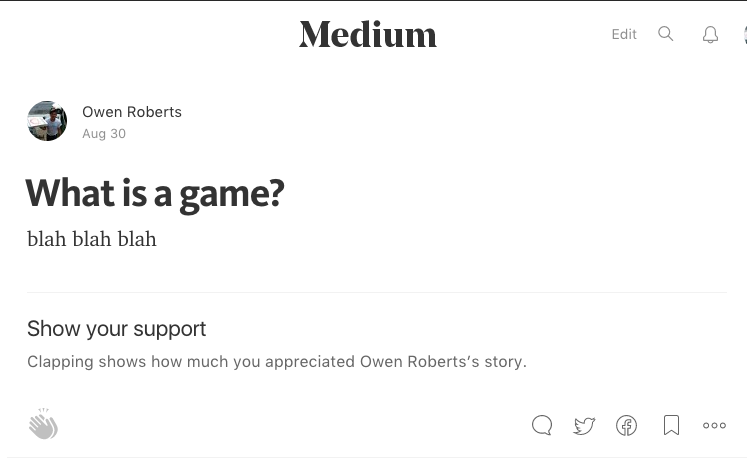 Medium
Edit
Owen Roberts
Aug 30
What is a game?
blah blah blah
Show your support
Clapping shows how much you appreciated Owen Roberts’s story.